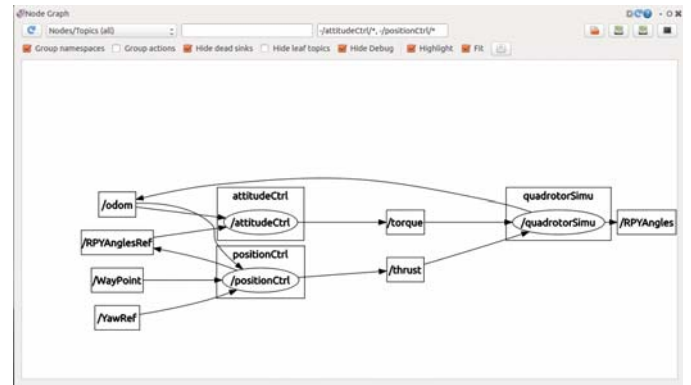 Node Graph
Nodes/Topics (all)
-/attitudeCtrl/*, -/positionCtrl/*
Group namespaces
Group actions
Hide dead sinks
Hide leaf topics
Hide Debug
Highlight
Fit
attitudeCtrl
quadrotorSimu
/odom
/attitudeCtrl
/torque
/quadrotorSimu
/RPYAngles
/RPYAnglesRef
positionCtrl
/thrust
/WayPoint
/positionCtrl
/YawRef